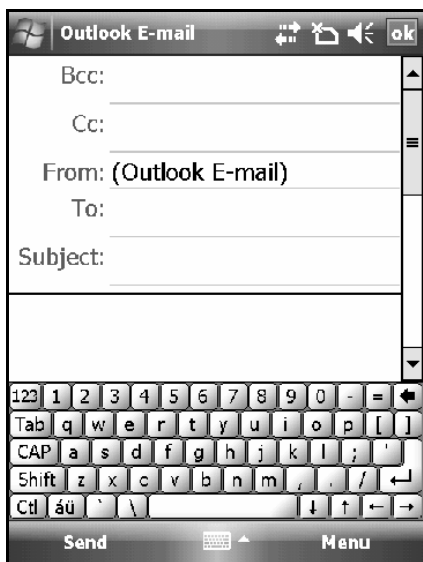 Outlook E-mail ok
Bcc:
Cc:
From: (Outlook E-mail)
To:
Subject:
123 1 2 3 4 5 6 7 8 9 0 - =
Tab q w e r t y u i o p [ ]
CAP a s d f g h j k l ; '
Shift z x c v b n m , . /
Ctl áü ` \
Send Menu